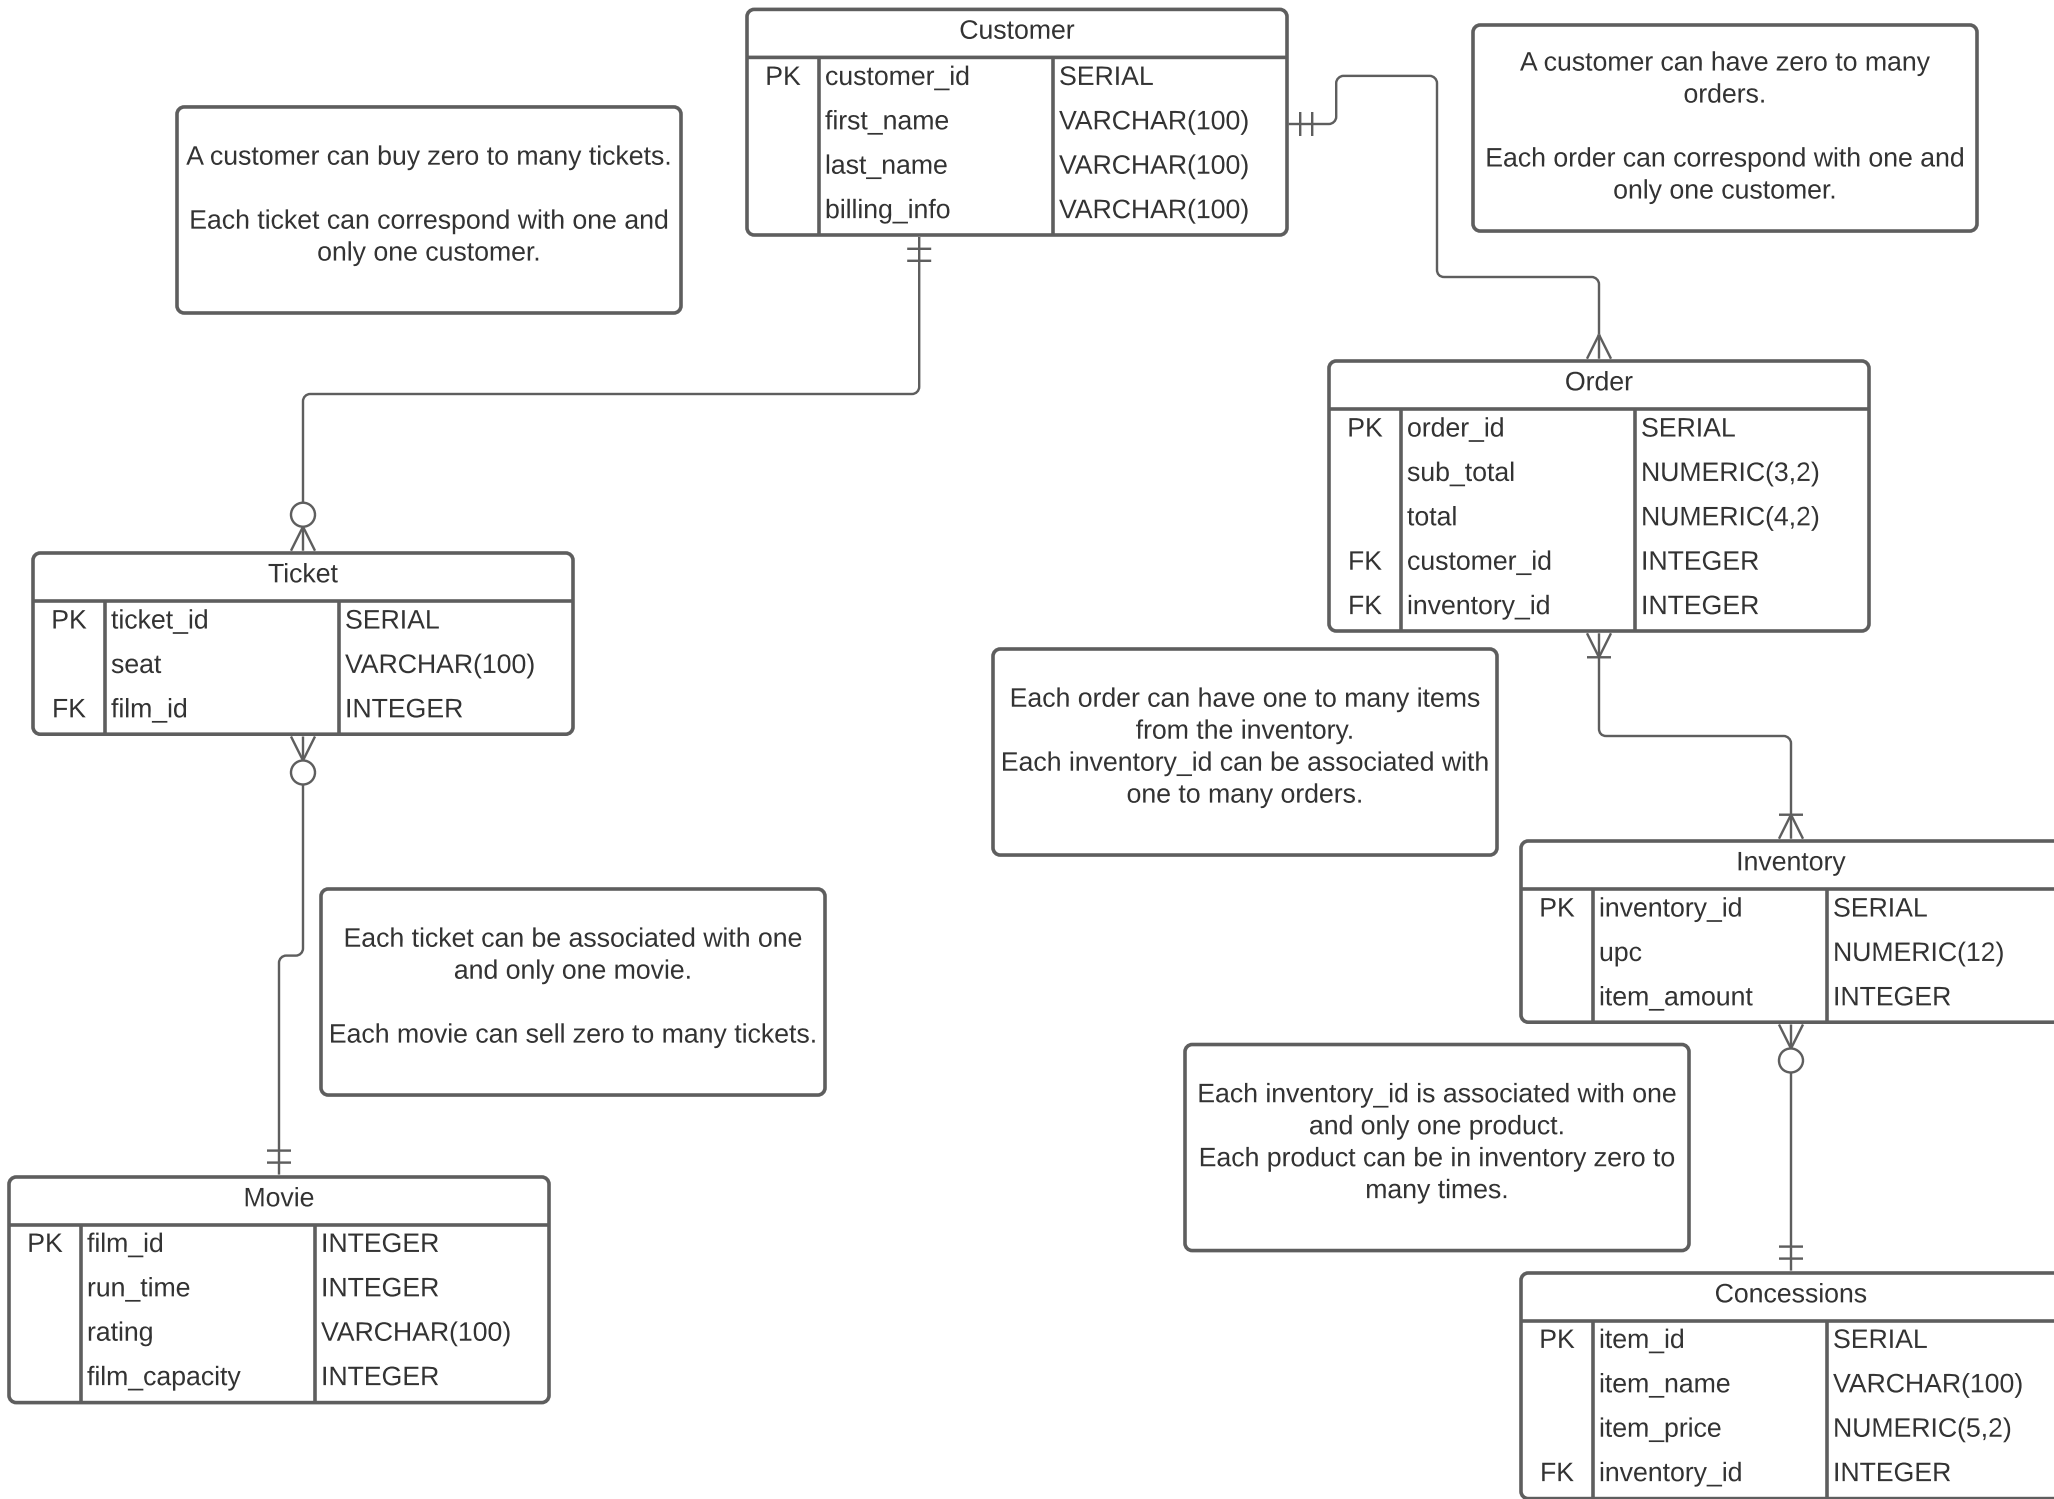 Customer
PK customer_id SERIAL
first_name VARCHAR(100)
last_name VARCHAR(100)
billing_info VARCHAR(100)
A customer can have zero to many
orders.
Each order can correspond with one and
only one customer.
A customer can buy zero to many tickets.
Each ticket can correspond with one and
only one customer.
Order
PK order_id SERIAL
sub_total NUMERIC(3,2)
total NUMERIC(4,2)
FK customer_id INTEGER
FK inventory_id INTEGER
Ticket
PK ticket_id SERIAL
seat VARCHAR(100)
FK film_id INTEGER
Each order can have one to many items
from the inventory.
Each inventory_id can be associated with
one to many orders.
Inventory
PK inventory_id SERIAL
upc NUMERIC(12)
item_amount INTEGER
Each ticket can be associated with one
and only one movie.
Each movie can sell zero to many tickets.
Each inventory_id is associated with one
and only one product.
Each product can be in inventory zero to
many times.
Movie
PK film_id INTEGER
run_time INTEGER
rating VARCHAR(100)
film_capacity INTEGER
Concessions
PK item_id SERIAL
item_name VARCHAR(100)
item_price NUMERIC(5,2)
FK inventory_id INTEGER